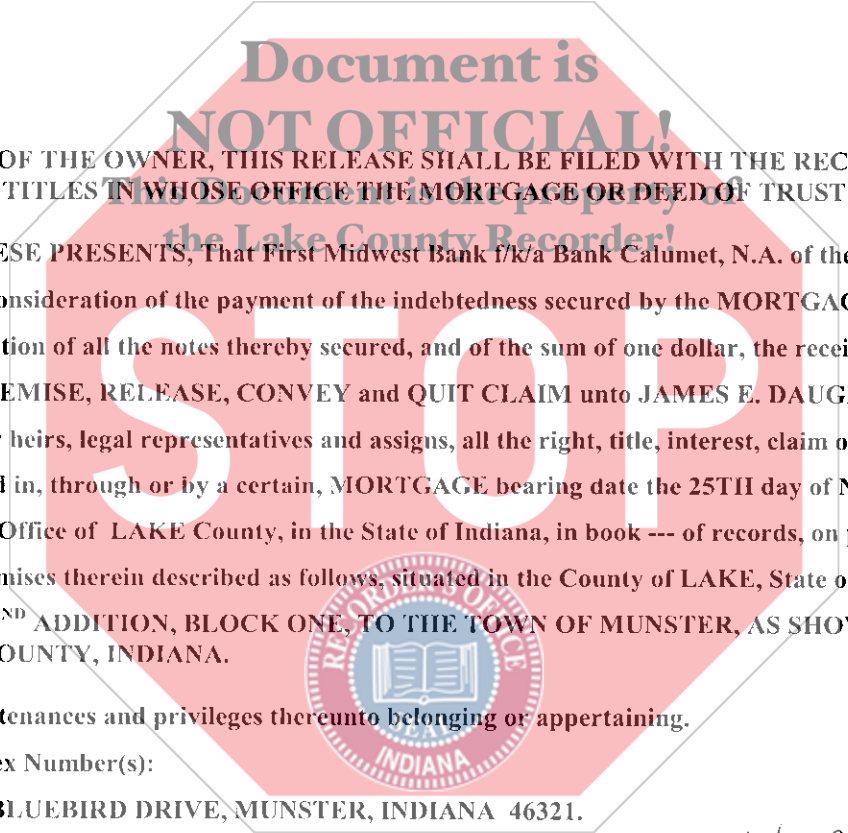 Document is
NOT OFFICIAL!
OF THE OWNER, THIS RELEASE SHALL BE FILED WITH THE REC
TITLES IN WHOSE OFFICE THE MORTGAGE OR DEED OF TRUST
This Document is the property of
the Lake County Recorder!
ESE PRESENTS, That First Midwest Bank f/k/a Bank Calumet, N.A. of the
onsideration of the payment of the indebtedness secured by the MORTGAG
tion of all the notes thereby secured, and of the sum of one dollar, the recei
EMISE, RELEASE, CONVEY and QUIT CLAIM unto JAMES E. DAUG
r heirs, legal representatives and assigns, all the right, title, interest, claim o
d in, through or by a certain, MORTGAGE bearing date the 25TH day of N
Office of LAKE County, in the State of Indiana, in book --- of records, on p
mises therein described as follows, situated in the County of LAKE, State o
ND ADDITION, BLOCK ONE, TO THE TOWN OF MUNSTER, AS SHOW
OUNTY, INDIANA.
tenances and privileges thereunto belonging or appertaining.
ex Number(s):
BLUEBIRD DRIVE, MUNSTER, INDIANA 46321.
STOP
RECORDER'S OFFICE
SEAL
INDIANA